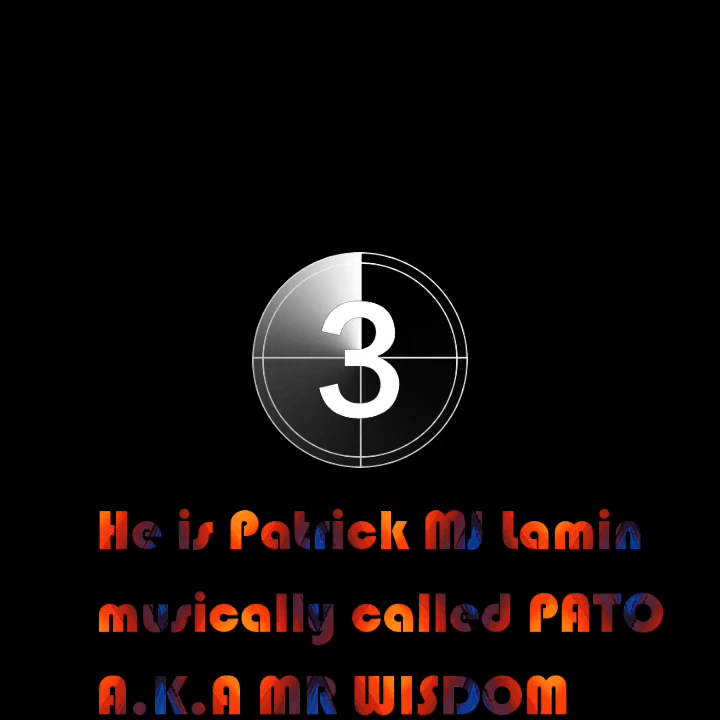 3
He is Patrick MJ Lamin
musically called PATO
A.K.A MR WISDOM